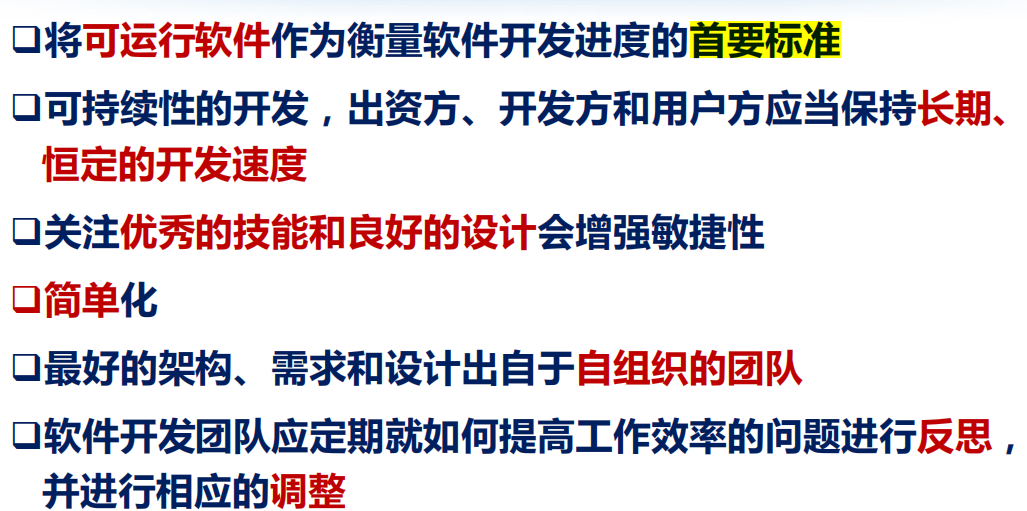 ❑将可运行软件作为衡量软件开发进度的首要标准
❑可持续性的开发，出资方、开发方和用户方应当保持长期、
恒定的开发速度
❑关注优秀的技能和良好的设计会增强敏捷性
❑简单化
❑最好的架构、需求和设计出自于自组织的团队
❑软件开发团队应定期就如何提高工作效率的问题进行反思，
并进行相应的调整